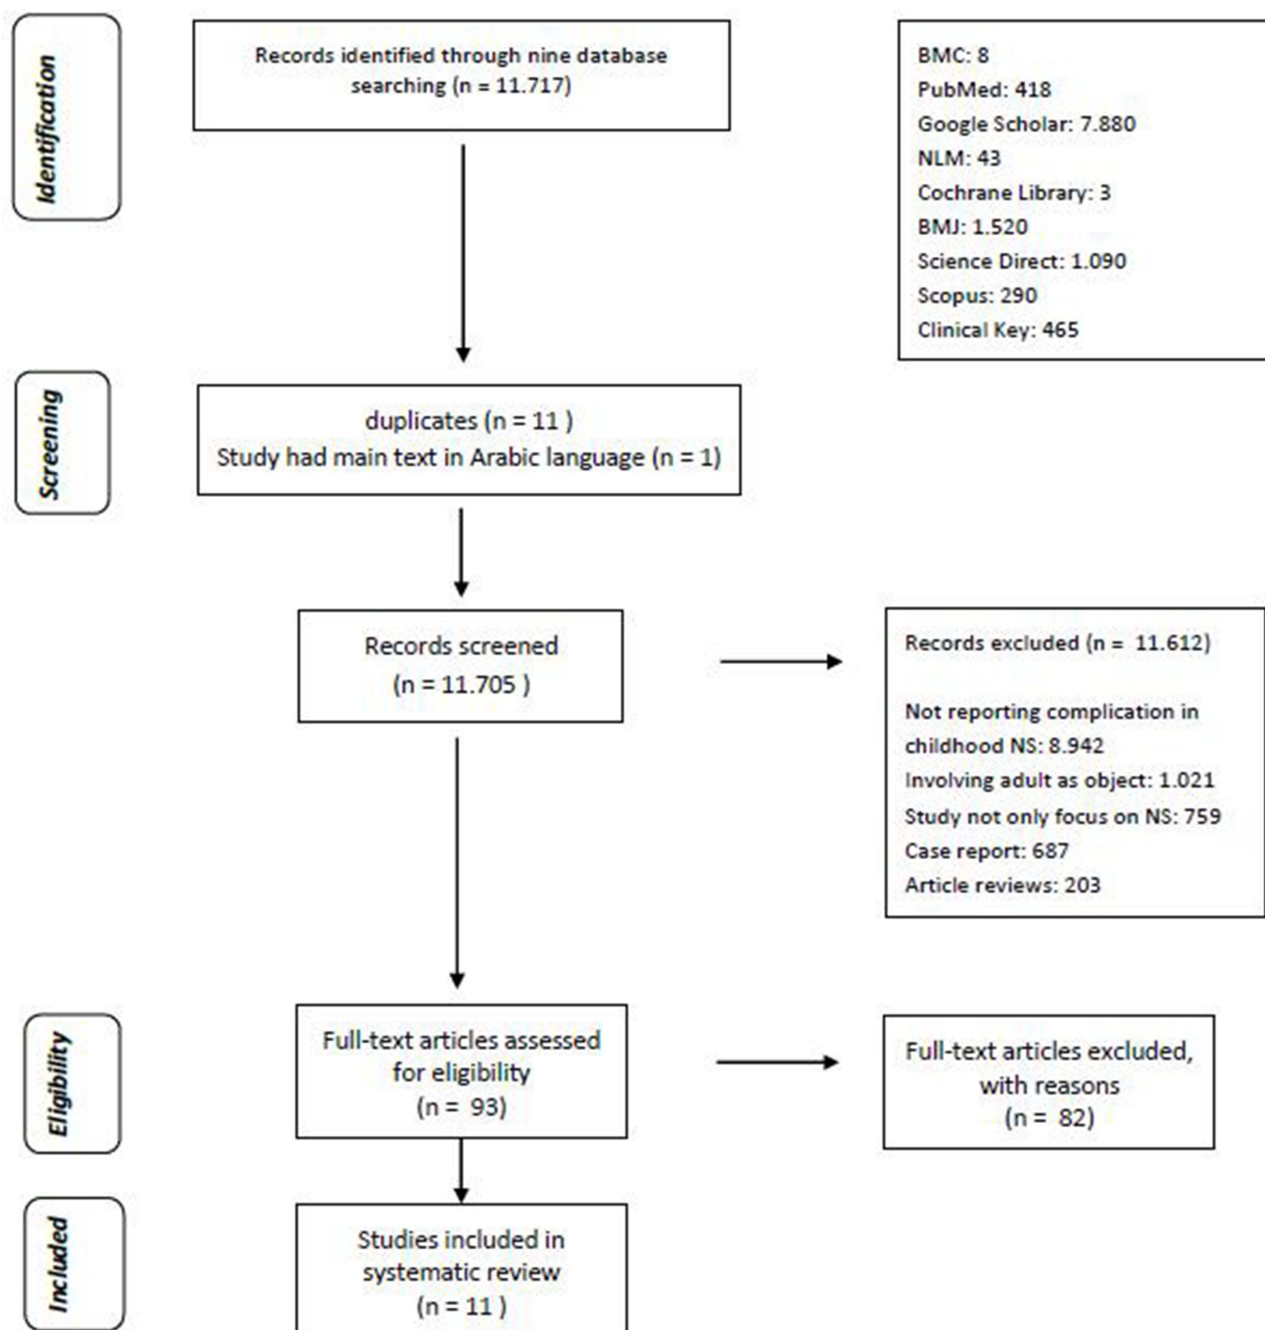 Identification
Records identified through nine database
searching (n = 11.717)
BMC: 8
PubMed: 418
Google Scholar: 7.880
NLM: 43
Cochrane Library: 3
BMJ: 1.520
Science Direct: 1.090
Scopus: 290
Clinical Key: 465
Screening
duplicates (n = 11 )
Study had main text in Arabic language (n = 1)
Records screened
(n = 11.705 )
Records excluded (n =  11.612)
Not reporting complication in
childhood NS: 8.942
Involving adult as object: 1.021
Study not only focus on NS: 759
Case report: 687
Article reviews: 203
Eligibility
Full-text articles assessed
for eligibility
(n =  93)
Full-text articles excluded,
with reasons
(n =  82)
Included
Studies included in
systematic review
(n = 11 )